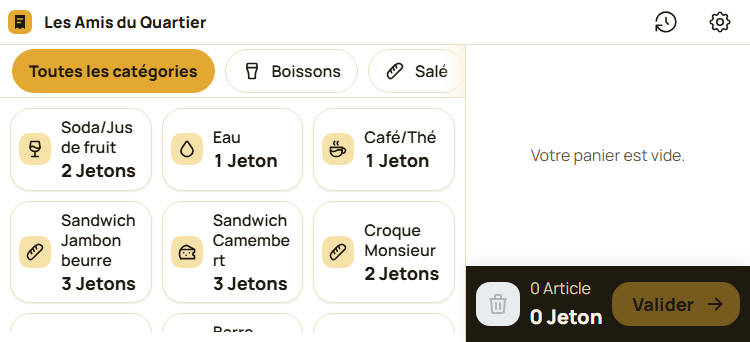 Les Amis du Quartier
Toutes les catégories
Boissons
Salé
Soda/Jus
de fruit
2 Jetons
Eau
1 Jeton
Café/Thé
1 Jeton
Votre panier est vide.
Sandwich
Jambon
beurre
3 Jetons
Sandwich
Camembe
rt
3 Jetons
Croque
Monsieur
2 Jetons
Barre
0 Article
0 Jeton
Valider